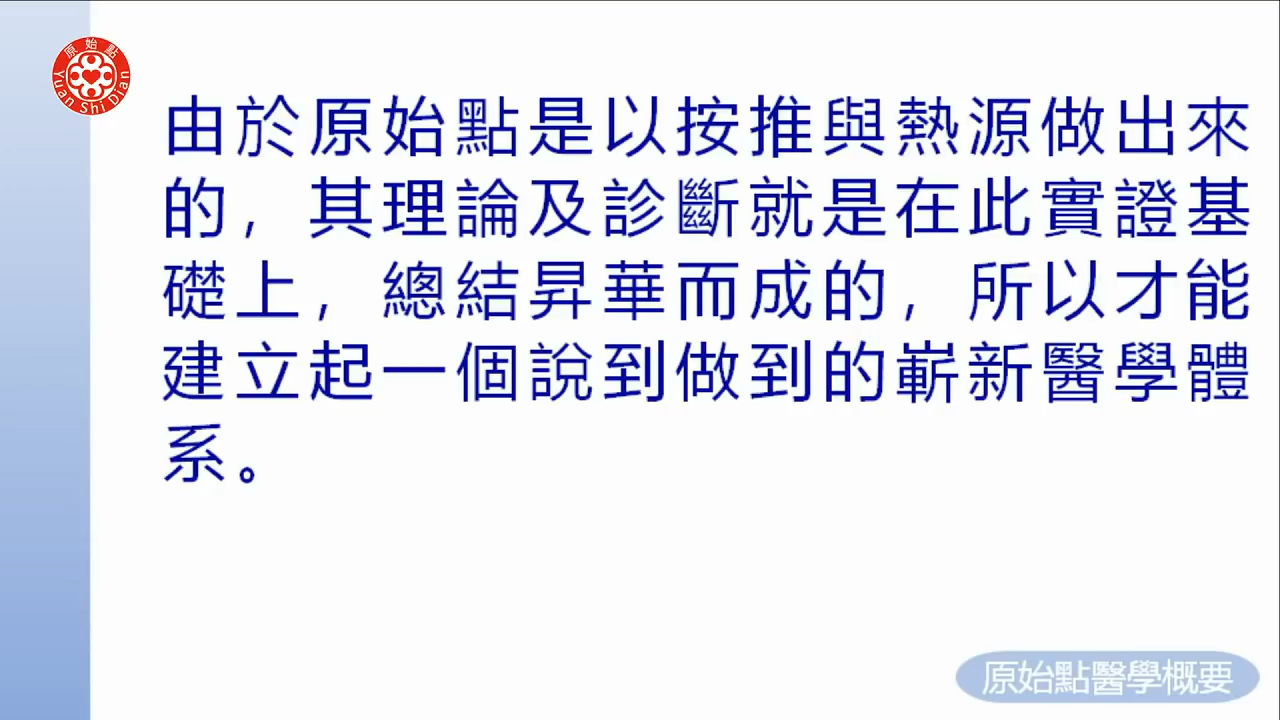 原始點
Yuan Shi Dian
由於原始點是以按推與熱源做出來
的，其理論及診斷就是在此實證基
礎上，總結昇華而成的，所以才能
建立起一個說到做到的嶄新醫學體
系。
原始點醫學概要